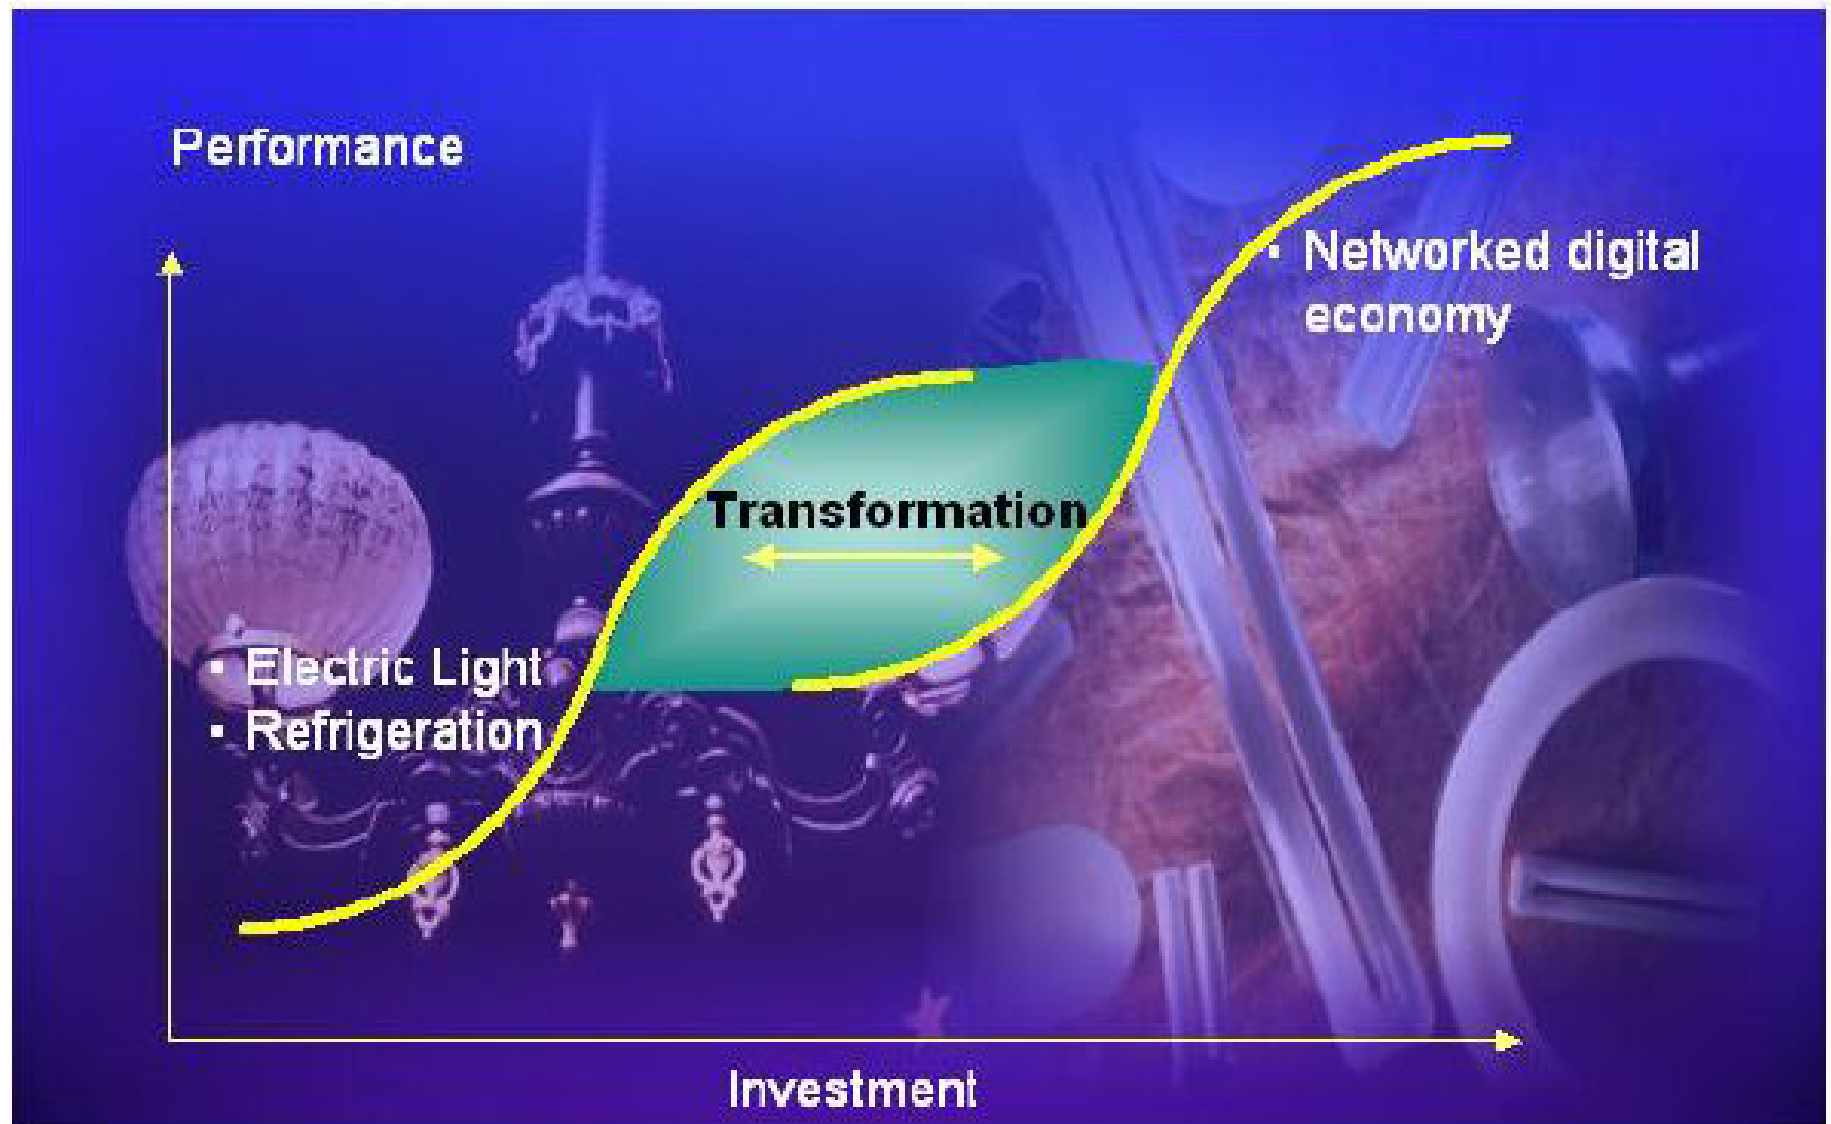 Performance
• Networked digital
economy
Transformation
• Electric Light
• Refrigeration
Investment